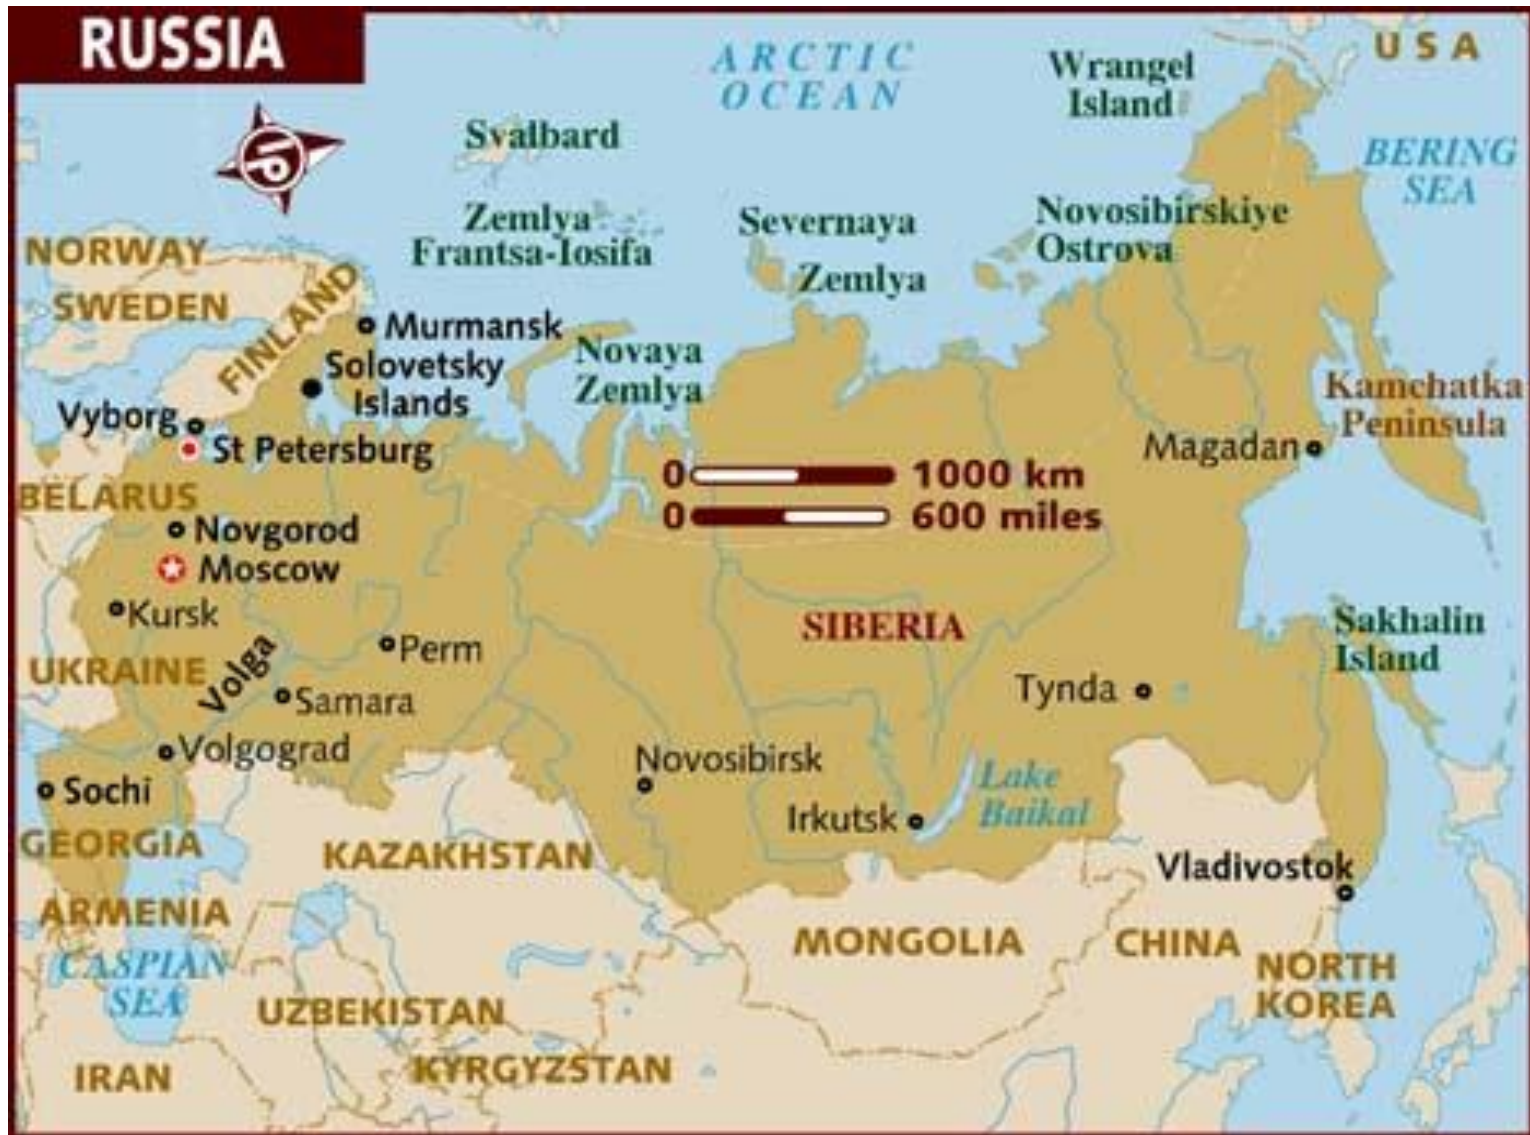 RUSSIA
ARCTIC
OCEAN
USA
Wrangel
Island
BERING
SEA
Svalbard
Zemlya
Frantsa-Iosifa
Severnaya
Zemlya
Novosibirskiye
Ostrova
NORWAY
SWEDEN
FINLAND
Murmansk
Solovetsky
Islands
Novaya
Zemlya
Kamchatka
Peninsula
Vyborg
St Petersburg
Magadan
0 1000 km
0 600 miles
BELARUS
Novgorod
Moscow
Kursk
SIBERIA
Sakhalin
Island
Perm
UKRAINE
Volga
Samara
Tynda
Volgograd
Novosibirsk
Sochi
Lake
Baikal
Irkutsk
GEORGIA
KAZAKHSTAN
Vladivostok
ARMENIA
MONGOLIA
CHINA
CASPIAN
SEA
NORTH
KOREA
UZBEKISTAN
IRAN
KYRGYZSTAN